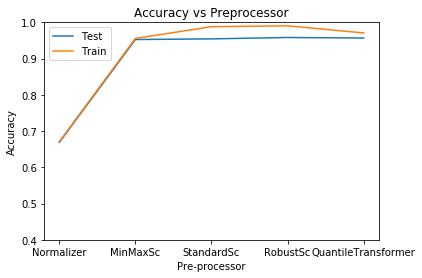 Accuracy vs Preprocessor
Test
Train
1.0
0.9
0.8
0.7
0.6
0.5
0.4
Accuracy
Normalizer MinMaxSc StandardSc RobustSc QuantileTransformer
Pre-processor